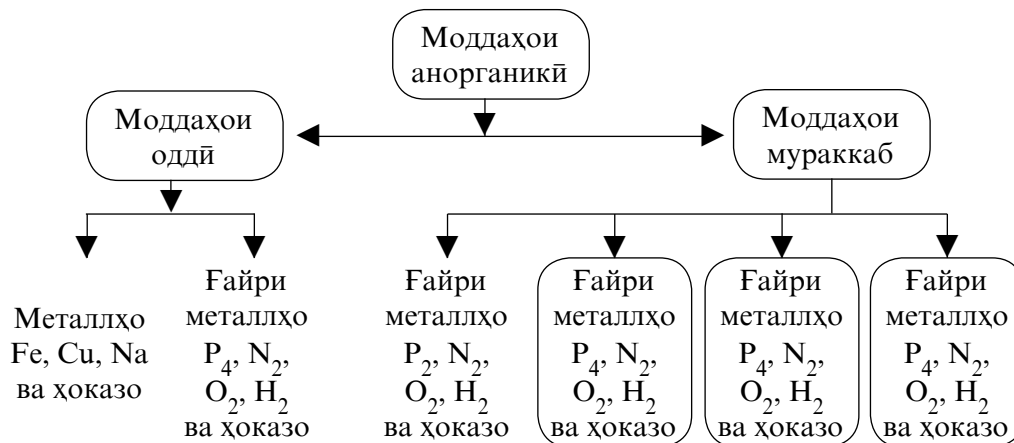 Моддаҳои
анорганикӣ
Моддаҳои
оддӣ
Моддаҳои
мураккаб
Металлҳо
Fe, Cu, Na
ва ҳоказо
Ғайри
металлҳо
P₄, N₂,
O₂, H₂
ва ҳоказо
Ғайри
металлҳо
P₂, N₂,
O₂, H₂
ва ҳоказо
Ғайри
металлҳо
P₄, N₂,
O₂, H₂
ва ҳоказо
Ғайри
металлҳо
P₄, N₂,
O₂, H₂
ва ҳоказо
Ғайри
металлҳо
P₄, N₂,
O₂, H₂
ва ҳоказо